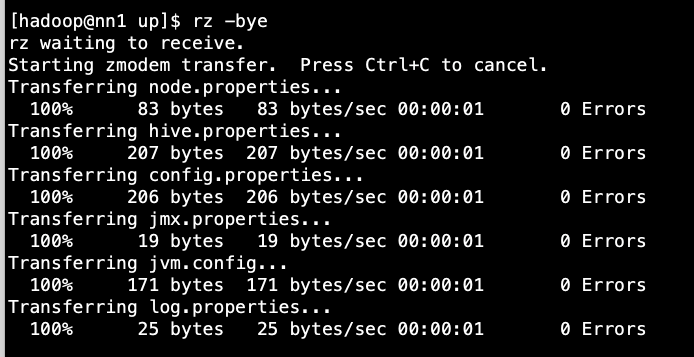 [hadoop@nn1 up]$ rz -bye
rz waiting to receive.
Starting zmodem transfer.  Press Ctrl+C to cancel.
Transferring node.properties...
  100%      83 bytes   83 bytes/sec 00:00:01       0 Errors
Transferring hive.properties...
  100%     207 bytes  207 bytes/sec 00:00:01       0 Errors
Transferring config.properties...
  100%     206 bytes  206 bytes/sec 00:00:01       0 Errors
Transferring jmx.properties...
  100%      19 bytes   19 bytes/sec 00:00:01       0 Errors
Transferring jvm.config...
  100%     171 bytes  171 bytes/sec 00:00:01       0 Errors
Transferring log.properties...
  100%      25 bytes   25 bytes/sec 00:00:01       0 Errors